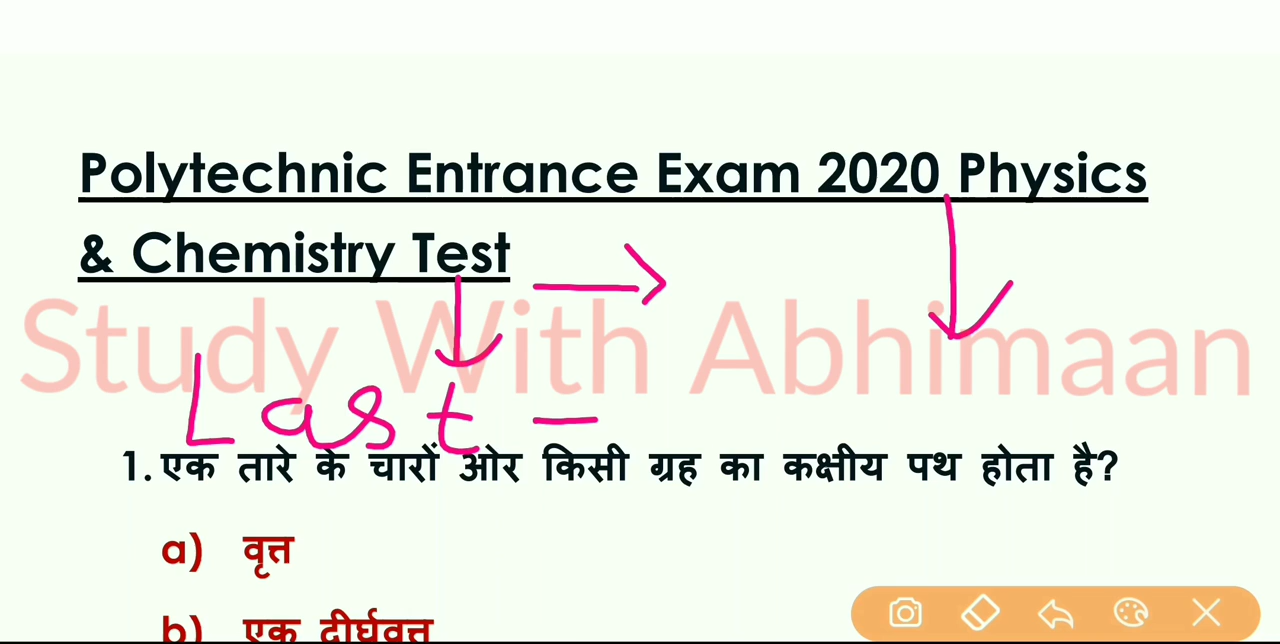 Polytechnic Entrance Exam 2020 Physics
& Chemistry Test
Study With Abhimaan
Last -
1. एक तारे के चारों ओर किसी ग्रह का कक्षीय पथ होता है?
a) वृत्त
b) एक दीर्घवृत्त